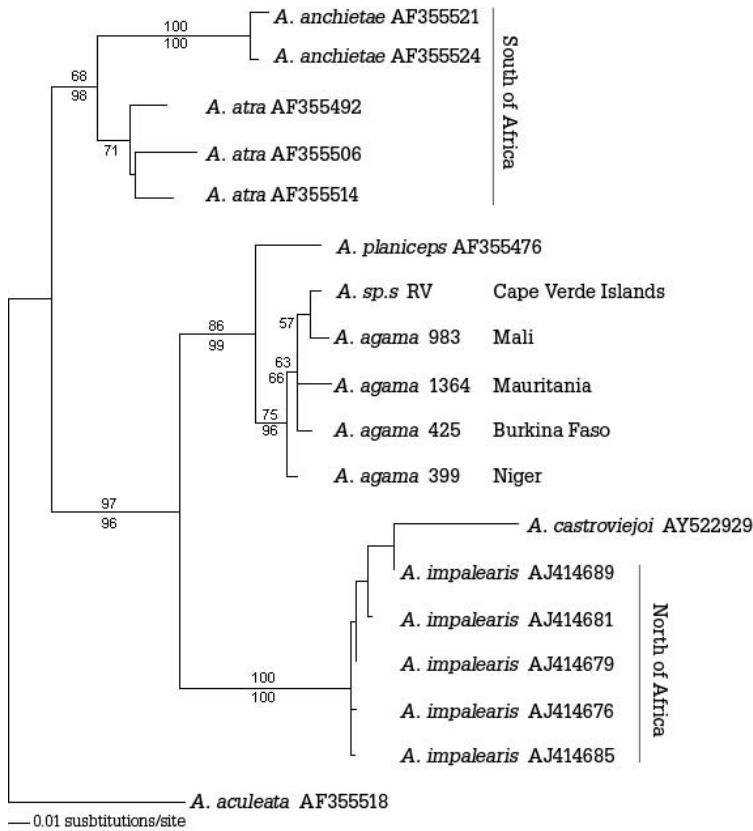 A. anchietae AF355521
100
100
A. anchietae AF355524
South of Africa
68
98
A. atra AF355492
71
A. atra AF355506
A. atra AF355514
A. planiceps AF355476
A. sp.s RV Cape Verde Islands
57
86
99
A. agama 983 Mali
63
66
A. agama 1364 Mauritania
75
96
A. agama 425 Burkina Faso
A. agama 399 Niger
97
96
A. castroviejoi AY522929
A. impalearis AJ414689
A. impalearis AJ414681
North of Africa
A. impalearis AJ414679
100
100
A. impalearis AJ414676
A. impalearis AJ414685
A. aculeata AF355518
0.01 susbtitutions/site